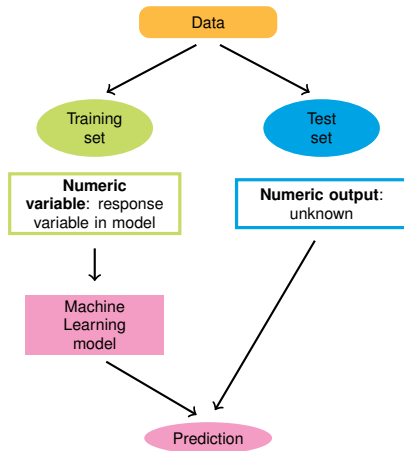 Data
Training
set
Test
set
Numeric
variable: response
variable in model
Numeric output:
unknown
Machine
Learning
model
Prediction